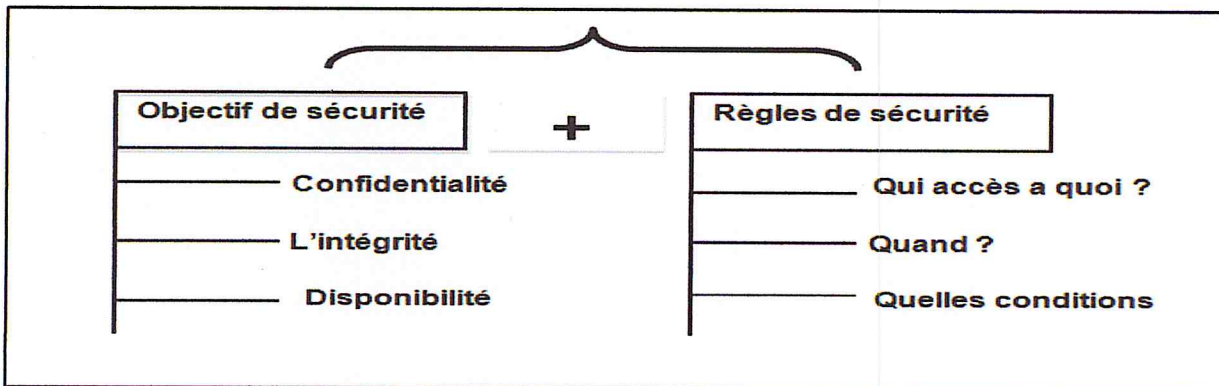 Objectif de sécurité
+
Règles de sécurité
Confidentialité
L'intégrité
Disponibilité
Qui accès a quoi ?
Quand ?
Quelles conditions